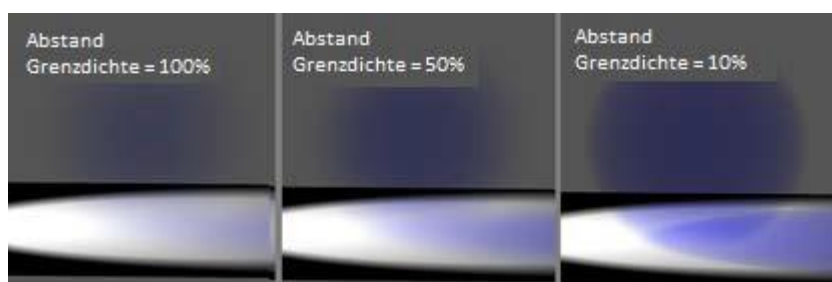 Abstand
Grenzdichte = 100%
Abstand
Grenzdichte = 50%
Abstand
Grenzdichte = 10%